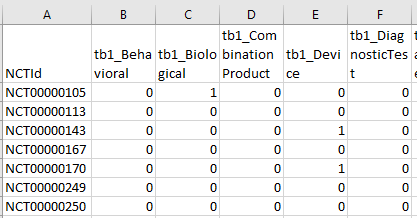 A B C D E F
NCTId tb1_Behavioral tb1_Biological tb1_CombinationProduct tb1_Device tb1_DiagnosticTest
NCT00000105 0 1 0 0 0
NCT00000113 0 0 0 0 0
NCT00000143 0 0 0 1 0
NCT00000167 0 0 0 0 0
NCT00000170 0 0 0 1 0
NCT00000249 0 0 0 0 0
NCT00000250 0 0 0 0 0